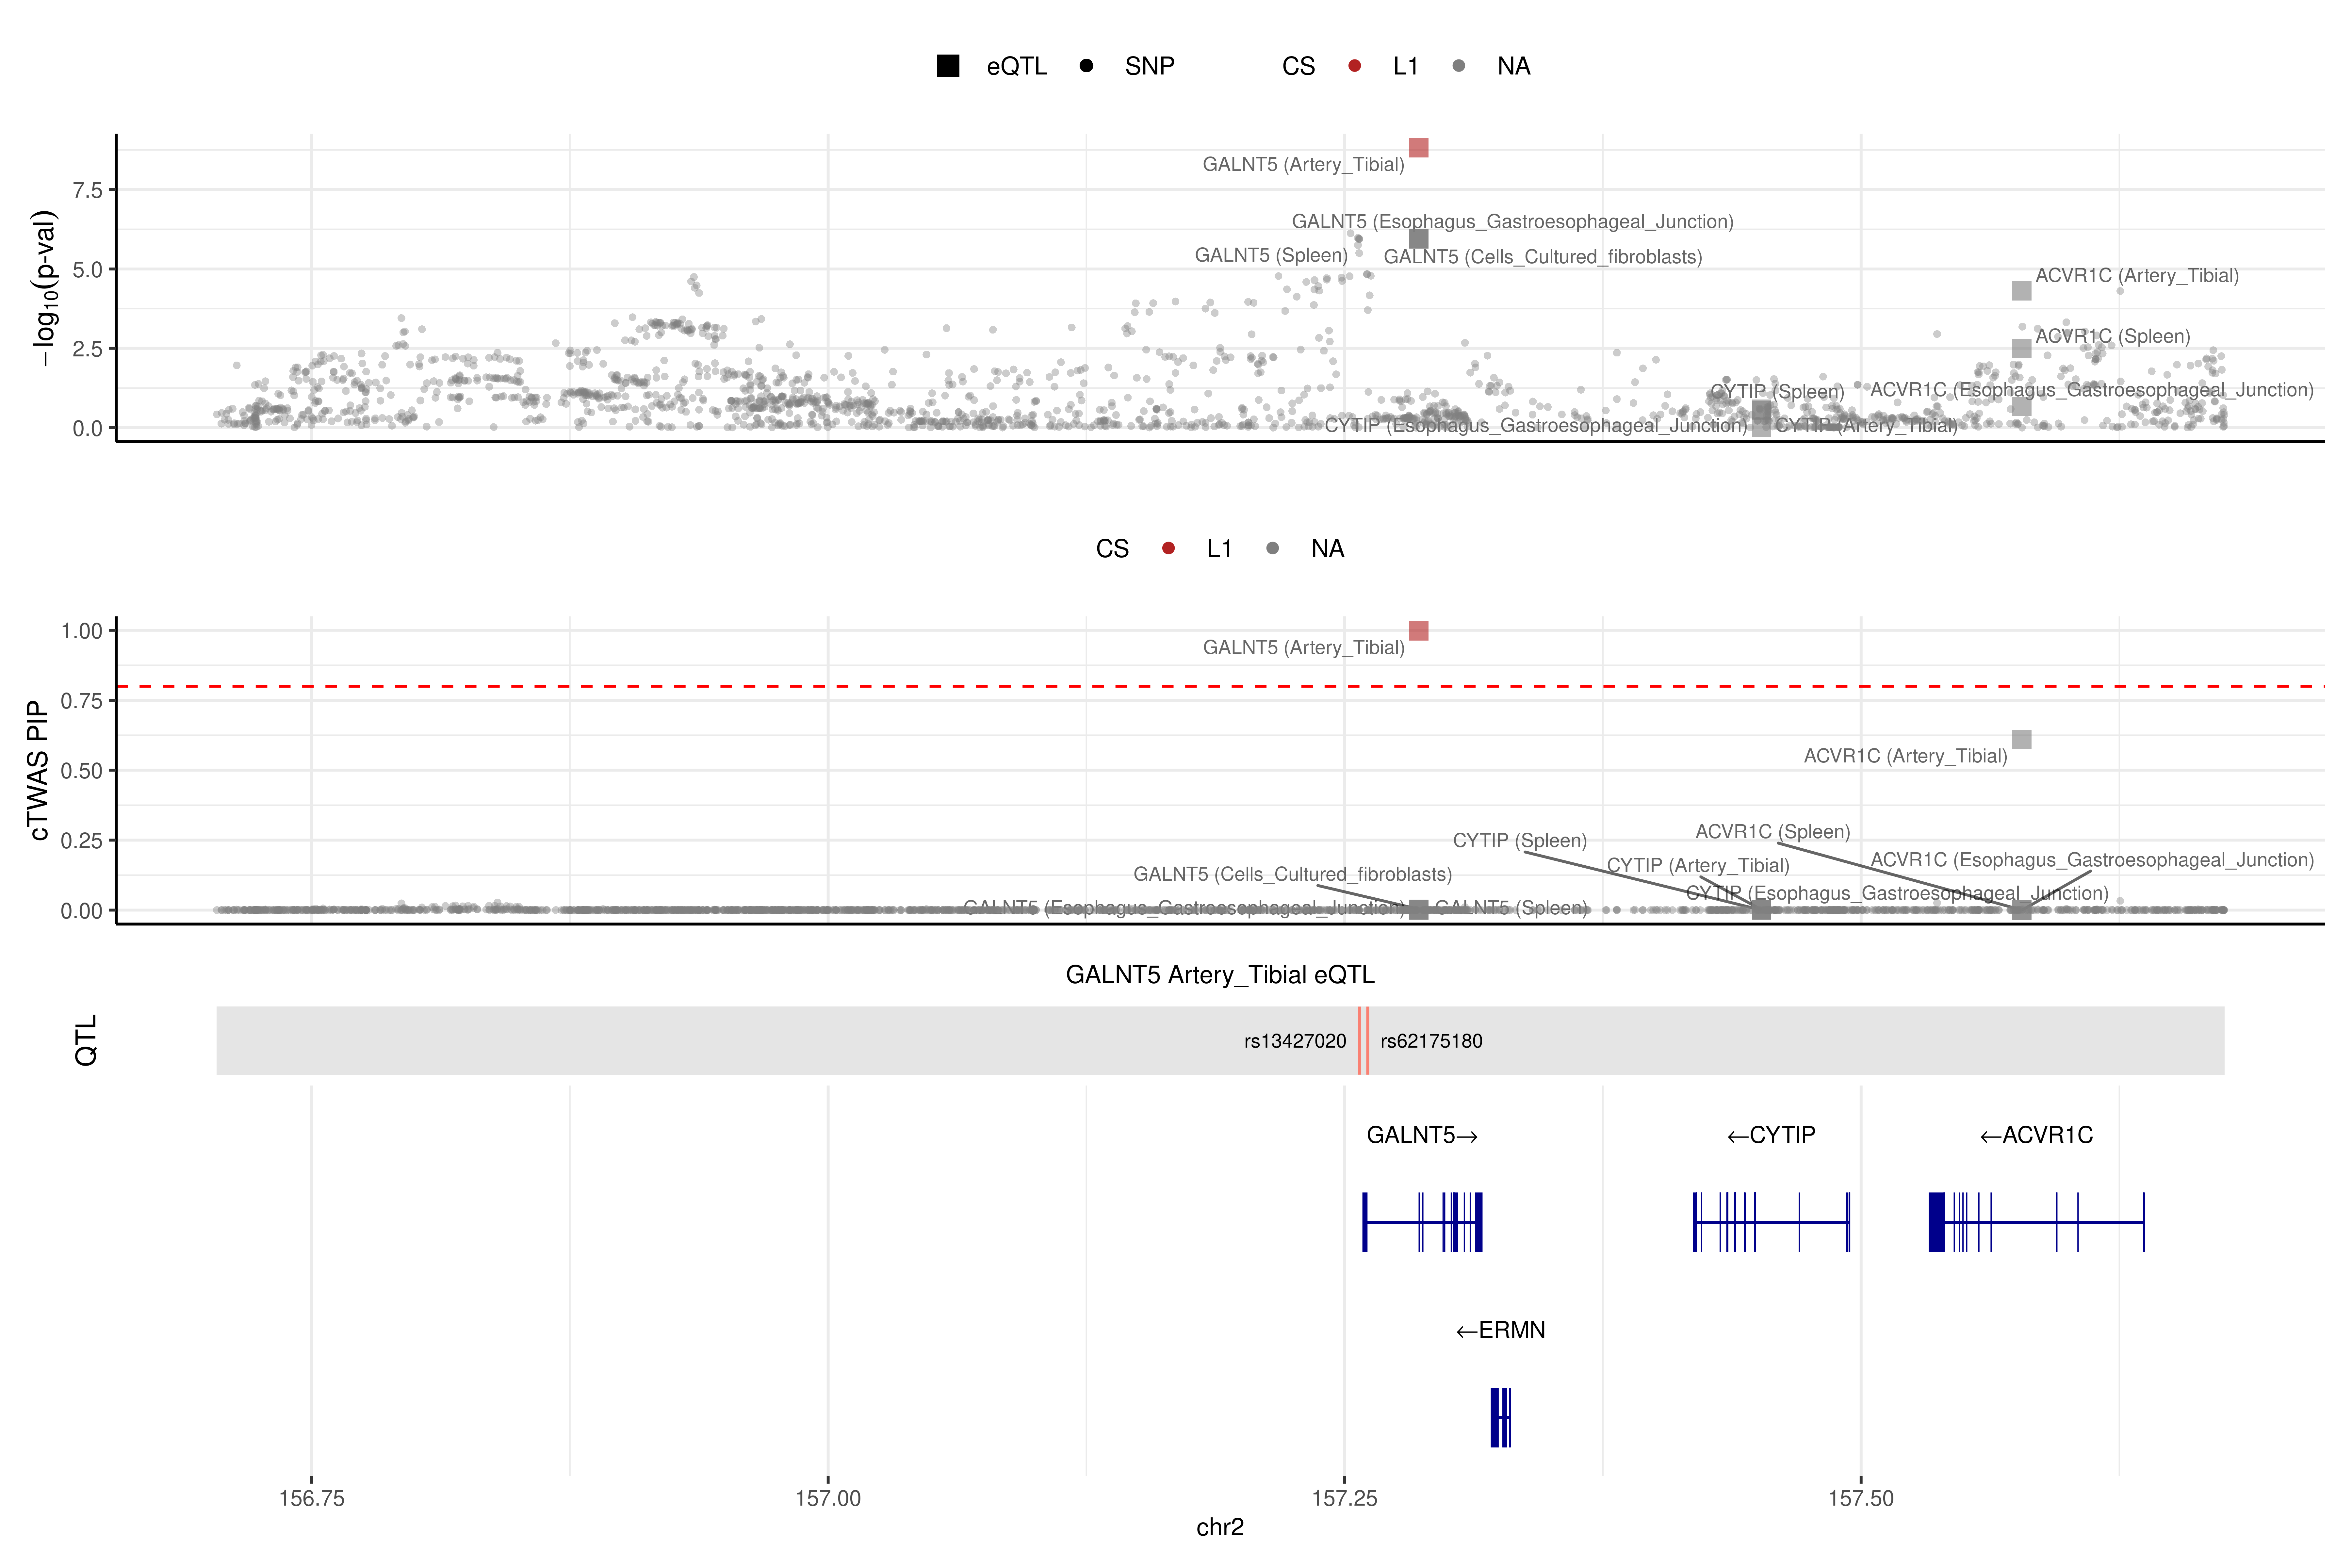 eQTL SNP CS L1 NA
−log10(p-val)
7.5
5.0
2.5
0.0
GALNT5 (Artery_Tibial)
GALNT5 (Esophagus_Gastroesophageal_Junction)
GALNT5 (Spleen)
GALNT5 (Cells_Cultured_fibroblasts)
ACVR1C (Artery_Tibial)
ACVR1C (Spleen)
CYTIP (Spleen)
ACVR1C (Esophagus_Gastroesophageal_Junction)
CYTIP (Esophagus_Gastroesophageal_Junction)
CYTIP (Artery_Tibial)
CS L1 NA
cTWAS PIP
1.00
0.75
0.50
0.25
0.00
GALNT5 (Artery_Tibial)
ACVR1C (Artery_Tibial)
ACVR1C (Spleen)
CYTIP (Spleen)
ACVR1C (Esophagus_Gastroesophageal_Junction)
CYTIP (Artery_Tibial)
GALNT5 (Cells_Cultured_fibroblasts)
CYTIP (Esophagus_Gastroesophageal_Junction)
GALNT5 (Esophagus_Gastroesophageal_Junction)
GALNT5 (Spleen)
GALNT5 Artery_Tibial eQTL
QTL
rs13427020
rs62175180
GALNT5→
←CYTIP
←ACVR1C
←ERMN
156.75
157.00
157.25
157.50
chr2